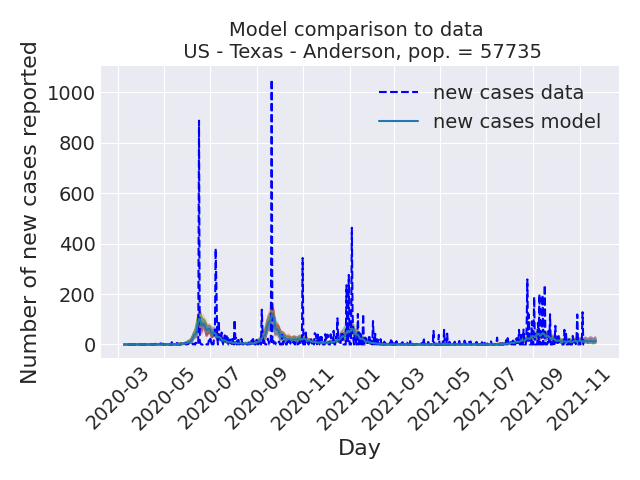 Model comparison to data
US - Texas - Anderson, pop. = 57735
Number of new cases reported
1000
800
600
400
200
0
new cases data
new cases model
2020-03
2020-05
2020-07
2020-09
2020-11
2021-01
2021-03
2021-05
2021-07
2021-09
2021-11
Day